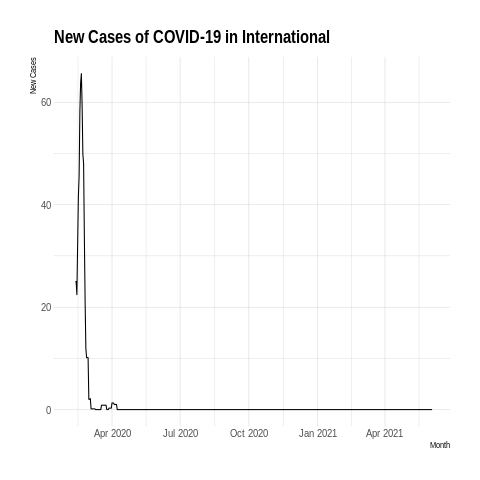 New Cases of COVID-19 in International
New Cases
60
40
20
0
Apr 2020 Jul 2020 Oct 2020 Jan 2021 Apr 2021
Month